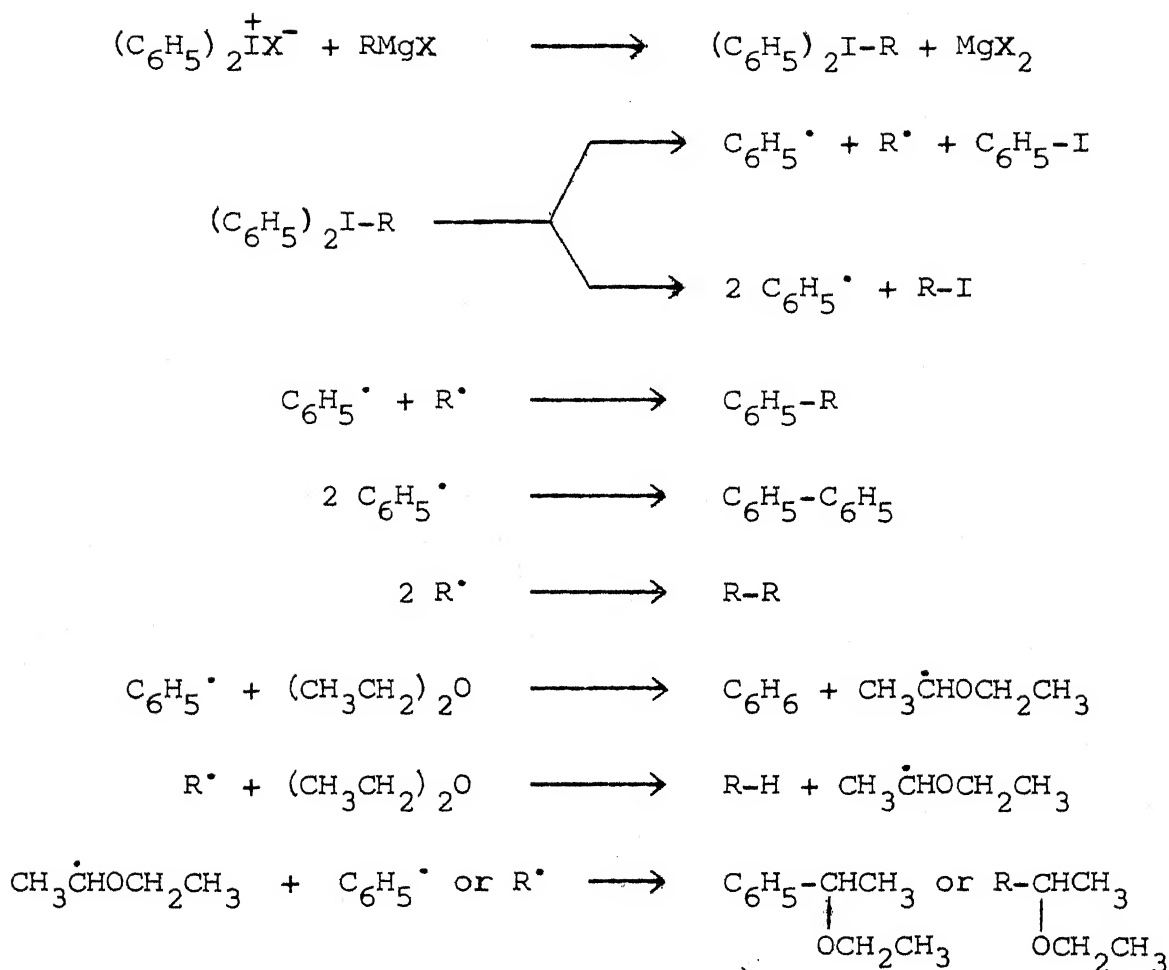 (C₆H₅)₂I⁺X⁻ + RMgX ⟶ (C₆H₅)₂I-R + MgX₂
C₆H₅· + R· + C₆H₅-I
(C₆H₅)₂I-R ⟶
2 C₆H₅· + R-I
C₆H₅· + R· ⟶ C₆H₅-R
2 C₆H₅· ⟶ C₆H₅-C₆H₅
2 R· ⟶ R-R
C₆H₅· + (CH₃CH₂)₂O ⟶ C₆H₆ + CH₃ĊHOCH₂CH₃
R· + (CH₃CH₂)₂O ⟶ R-H + CH₃ĊHOCH₂CH₃
CH₃ĊHOCH₂CH₃ + C₆H₅· or R· ⟶ C₆H₅-CHCH₃ or R-CHCH₃
OCH₂CH₃ OCH₂CH₃